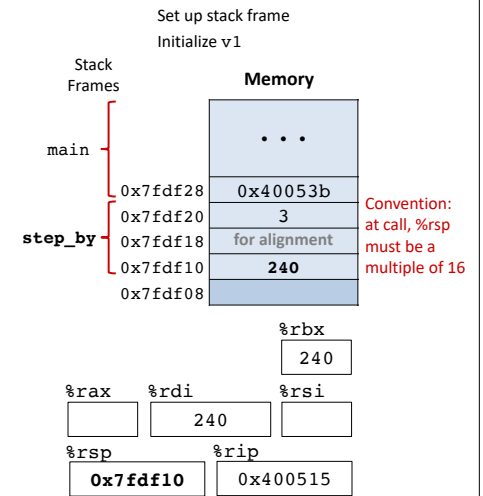 Set up stack frame
Initialize v1
Stack
Frames
Memory
• • •
main
0x7fdf28 0x40053b
0x7fdf20 3
step_by
0x7fdf18 for alignment
0x7fdf10 240
0x7fdf08
Convention:
at call, %rsp
must be a
multiple of 16
%rbx
240
%rax %rdi %rsi
240
%rsp %rip
0x7fdf10 0x400515